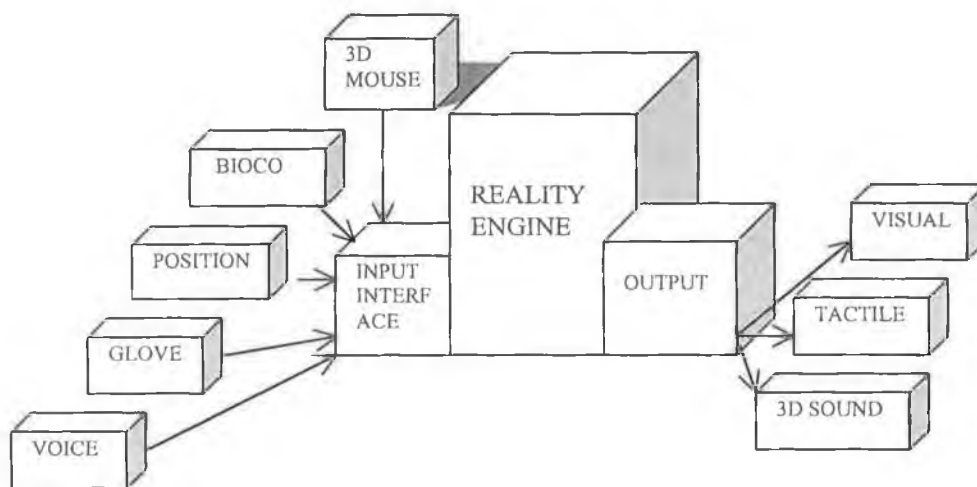 3D
MOUSE
BIOCO
REALITY
ENGINE
VISUAL
POSITION
INPUT
INTERF
ACE
OUTPUT
TACTILE
GLOVE
3D SOUND
VOICE